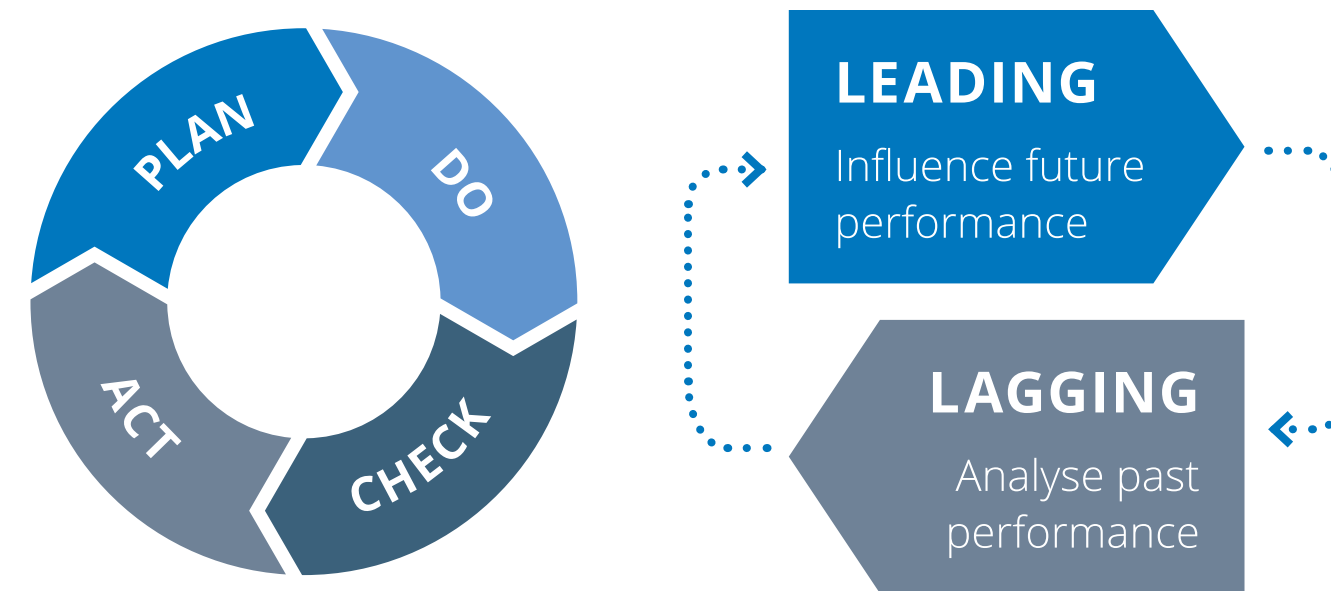 PLAN
DO
CHECK
ACT
LEADING
Influence future
performance
LAGGING
Analyse past
performance